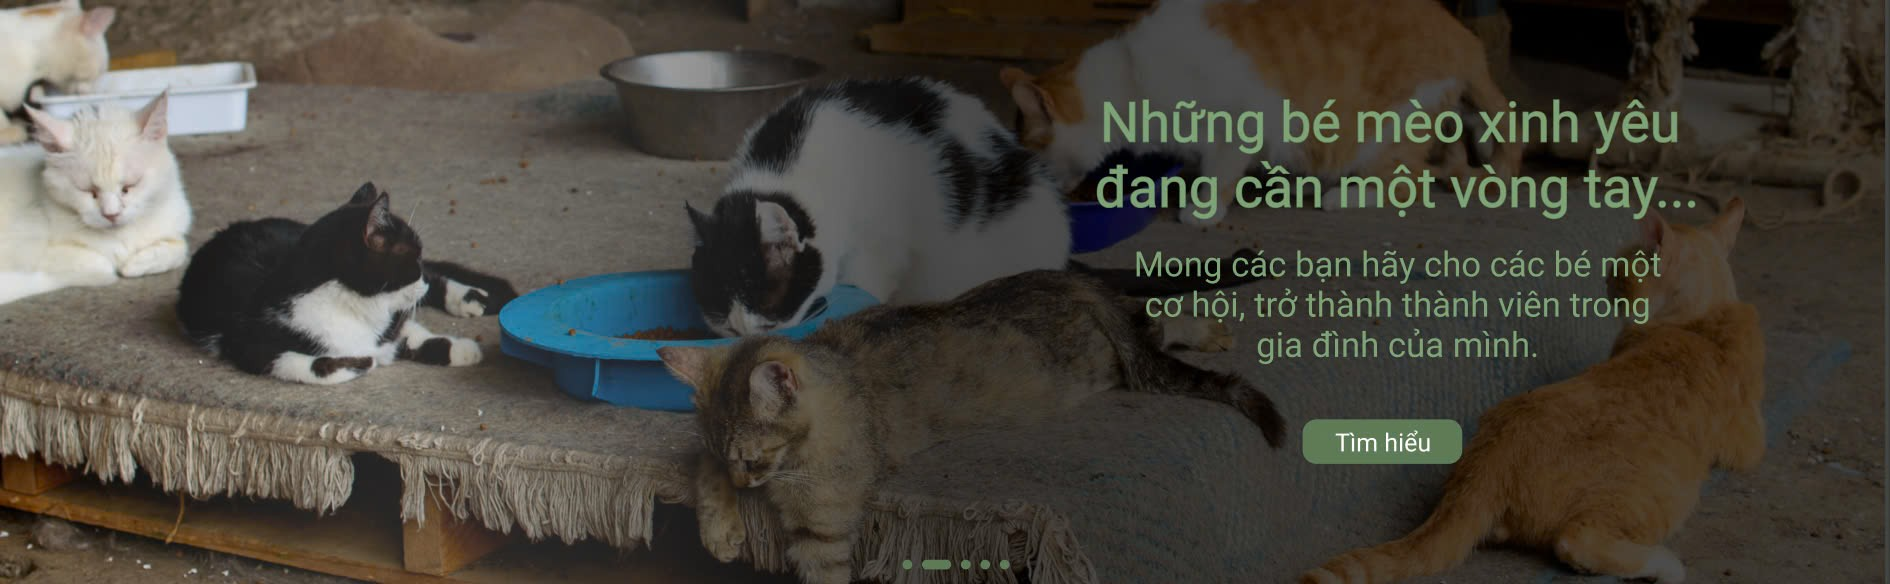 Những bé mèo xinh yêu
đang cần một vòng tay...
Mong các bạn hãy cho các bé một
cơ hội, trở thành thành viên trong
gia đình của mình.
Tìm hiểu